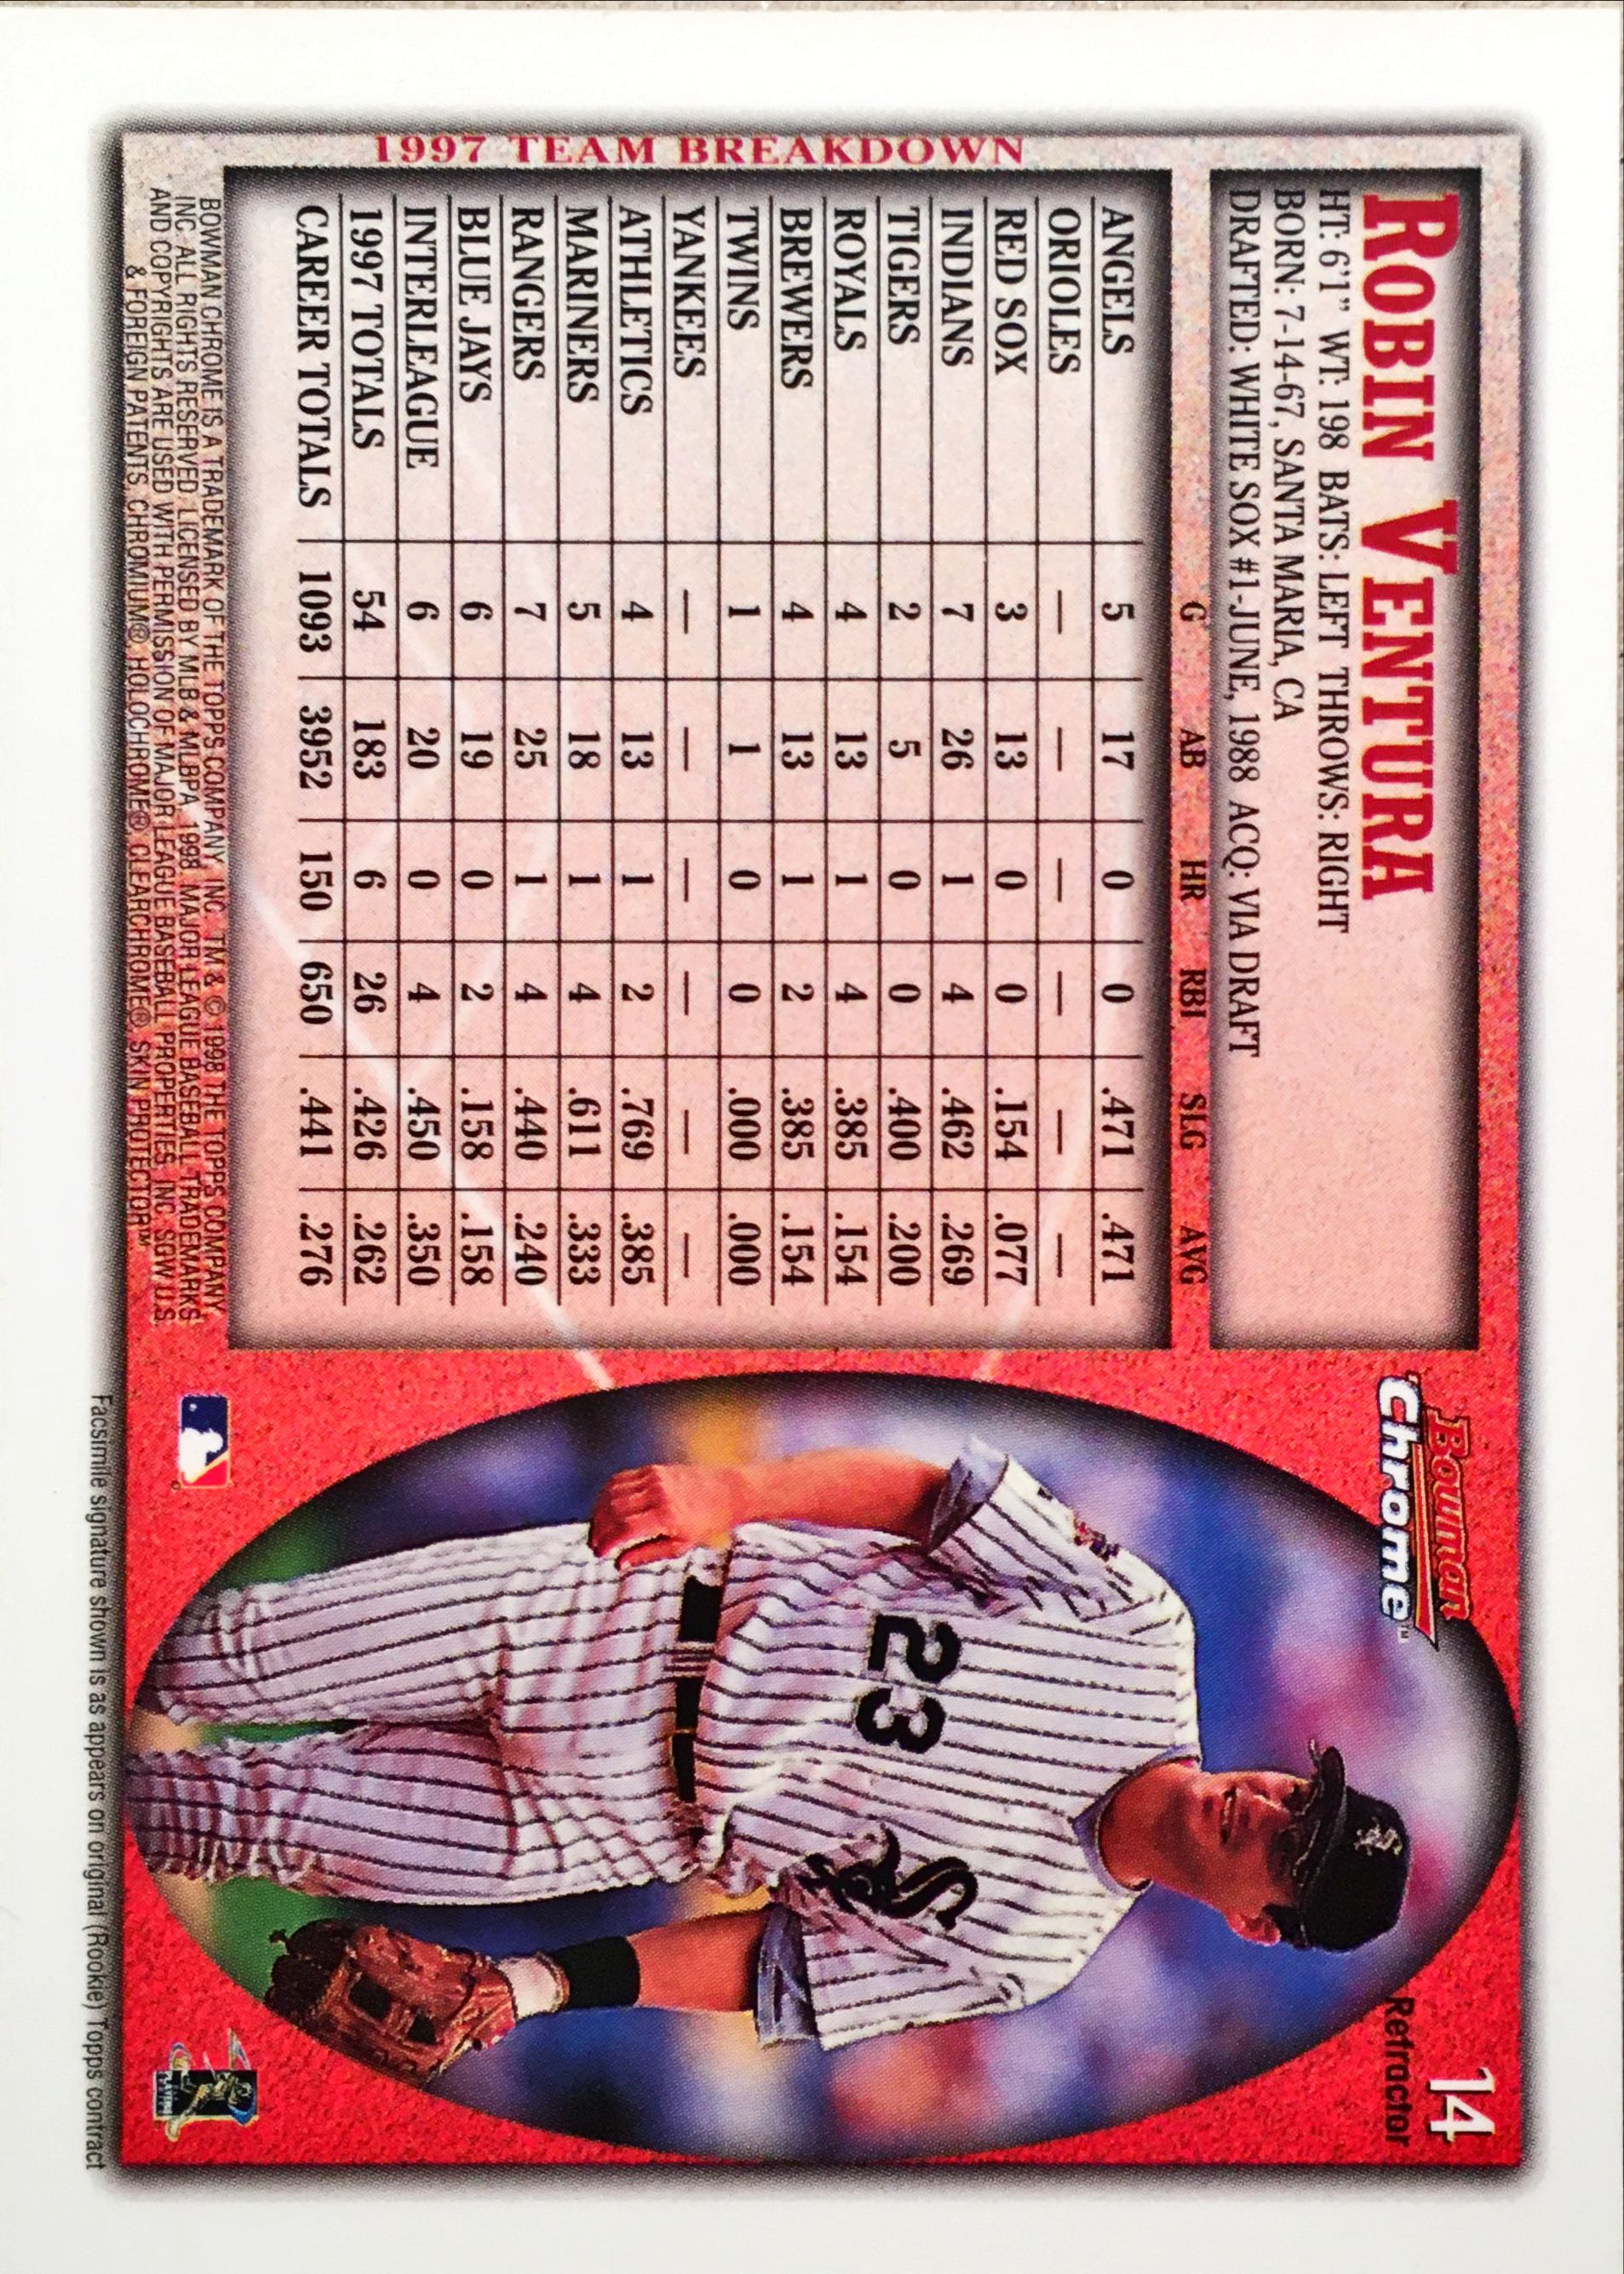 ROBIN VENTURA
HT: 6'1" WT: 198 BATS: LEFT THROWS: RIGHT
BORN: 7-14-67, SANTA MARIA, CA
DRAFTED: WHITE SOX #1-JUNE, 1988 ACQ: VIA DRAFT
Bowman
Chrome™
14
Refractor
1997 TEAM BREAKDOWN
G AB HR RBI SLG AVG
ANGELS 5 17 0 0 .471 .471
ORIOLES — — — — — —
RED SOX 3 13 0 0 .154 .077
INDIANS 7 26 1 4 .462 .269
TIGERS 2 5 0 0 .400 .200
ROYALS 4 13 1 4 .385 .154
BREWERS 4 13 1 2 .385 .154
TWINS 1 1 0 0 .000 .000
YANKEES — — — — — —
ATHLETICS 4 13 1 2 .769 .385
MARINERS 5 18 1 4 .611 .333
RANGERS 7 25 1 4 .440 .240
BLUE JAYS 6 19 0 2 .158 .158
INTERLEAGUE 6 20 0 4 .450 .350
1997 TOTALS 54 183 6 26 .426 .262
CAREER TOTALS 1093 3952 150 650 .441 .276
23
Sox
BOWMAN CHROME IS A TRADEMARK OF THE TOPPS COMPANY, INC. TM & © 1998 THE TOPPS COMPANY,
INC. ALL RIGHTS RESERVED. LICENSED BY MLB & MLBPA, 1998. MAJOR LEAGUE BASEBALL TRADEMARKS
AND COPYRIGHTS ARE USED WITH PERMISSION OF MAJOR LEAGUE BASEBALL PROPERTIES, INC. SGW U.S.
& FOREIGN PATENTS. CHROMIUM® HOLOCHROME® CLEARCHROME® SKIN PROTECTOR™
Facsimile signature shown is as appears on original (Rookie) Topps contract